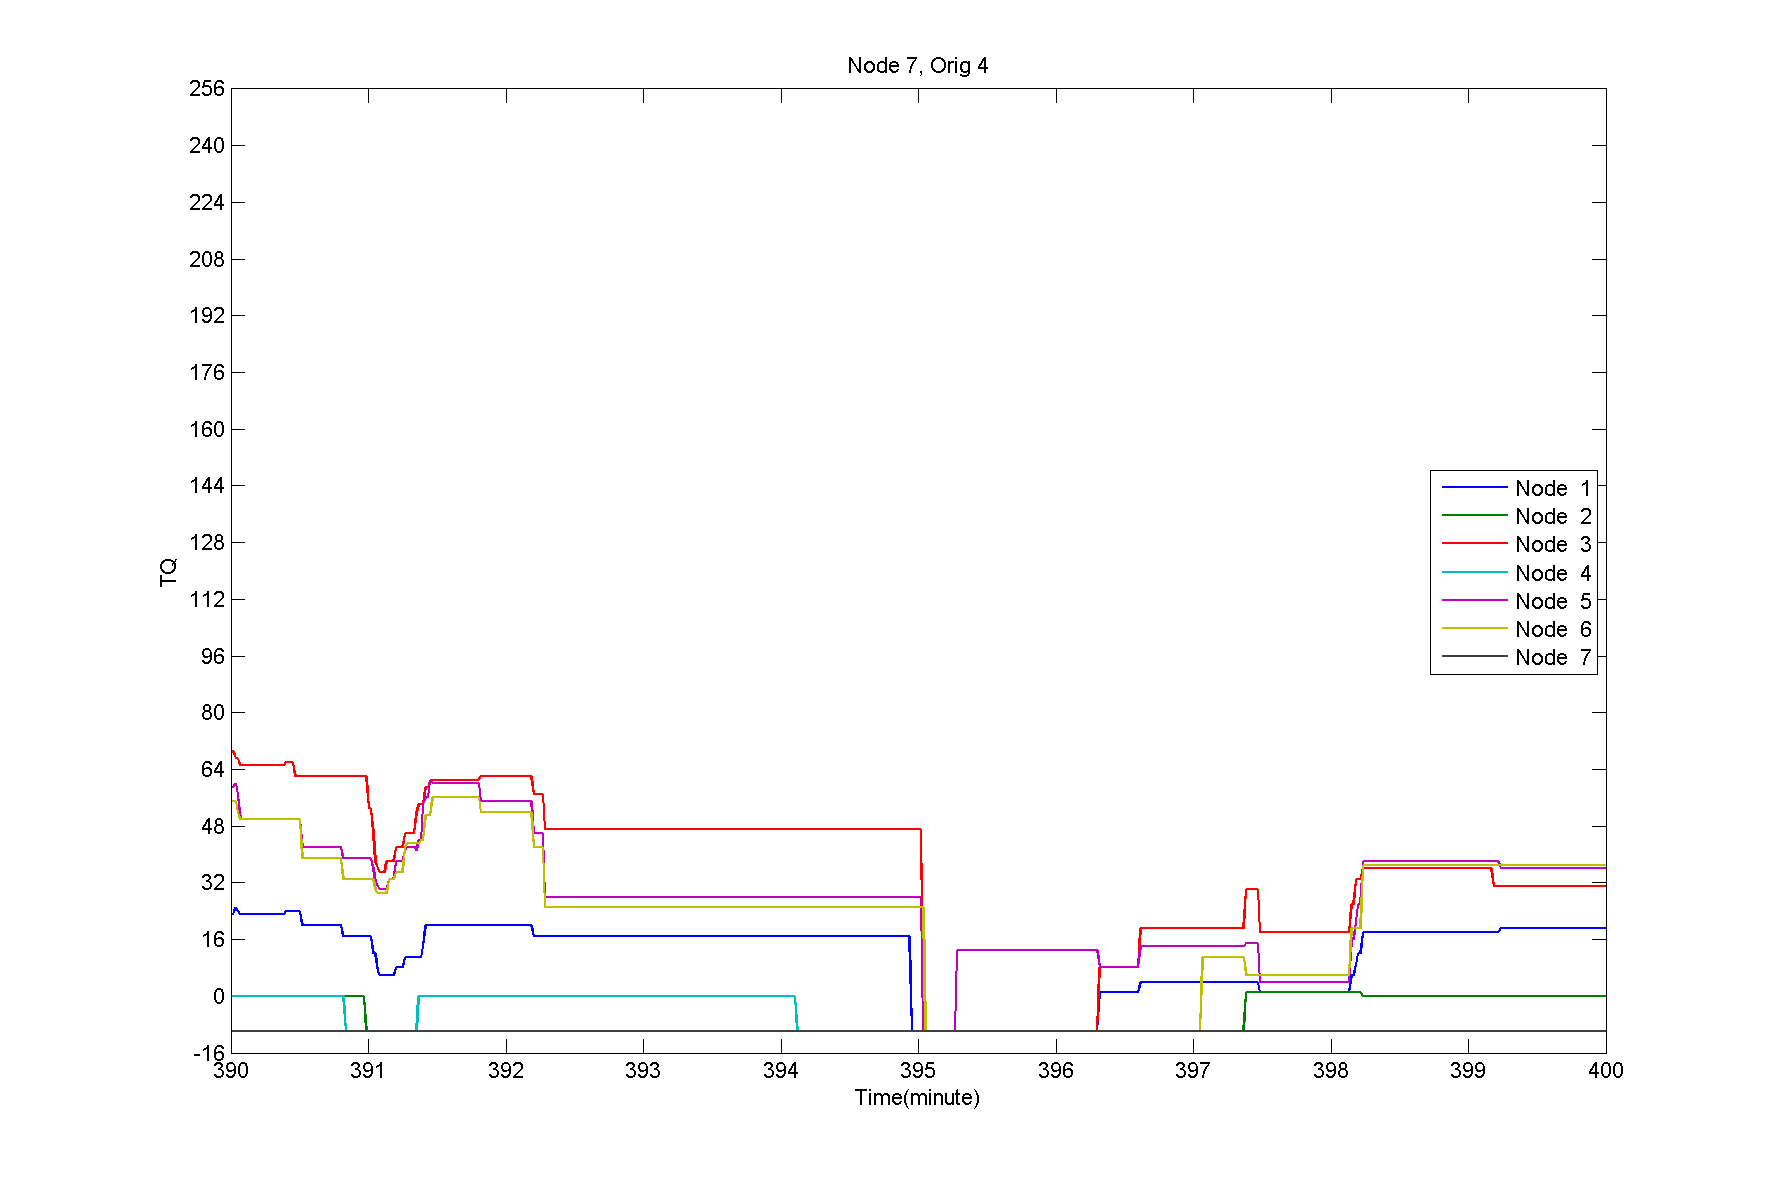 Node 7, Orig 4
256
240
224
208
192
176
160
144
128
112
96
80
64
48
32
16
0
-16
TQ
Node 1
Node 2
Node 3
Node 4
Node 5
Node 6
Node 7
390 391 392 393 394 395 396 397 398 399 400
Time(minute)